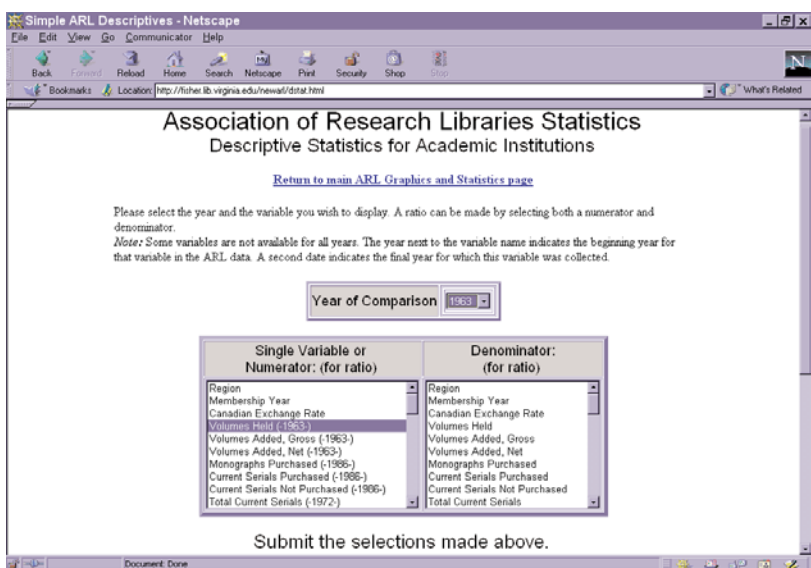 Simple ARL Descriptives - Netscape
File Edit View Go Communicator Help
Back Forward Reload Home Search Netscape Print Security Shop Stop
Bookmarks Location: http://fisher.lib.virginia.edu/newarl/dstat.html What's Related
Association of Research Libraries Statistics
Descriptive Statistics for Academic Institutions
Return to main ARL Graphics and Statistics page
Please select the year and the variable you wish to display. A ratio can be made by selecting both a numerator and
denominator.
Note: Some variables are not available for all years. The year next to the variable name indicates the beginning year for
that variable in the ARL data. A second date indicates the final year for which this variable was collected.
Year of Comparison 1963
Single Variable or
Numerator: (for ratio)
Region
Membership Year
Canadian Exchange Rate
Volumes Held (-1963-)
Volumes Added, Gross (-1963-)
Volumes Added, Net (-1963-)
Monographs Purchased (-1986-)
Current Serials Purchased (-1986-)
Current Serials Not Purchased (-1986-)
Total Current Serials (-1972-)
Denominator:
(for ratio)
Region
Membership Year
Canadian Exchange Rate
Volumes Held
Volumes Added, Gross
Volumes Added, Net
Monographs Purchased
Current Serials Purchased
Current Serials Not Purchased
Total Current Serials
Submit the selections made above.
Document: Done